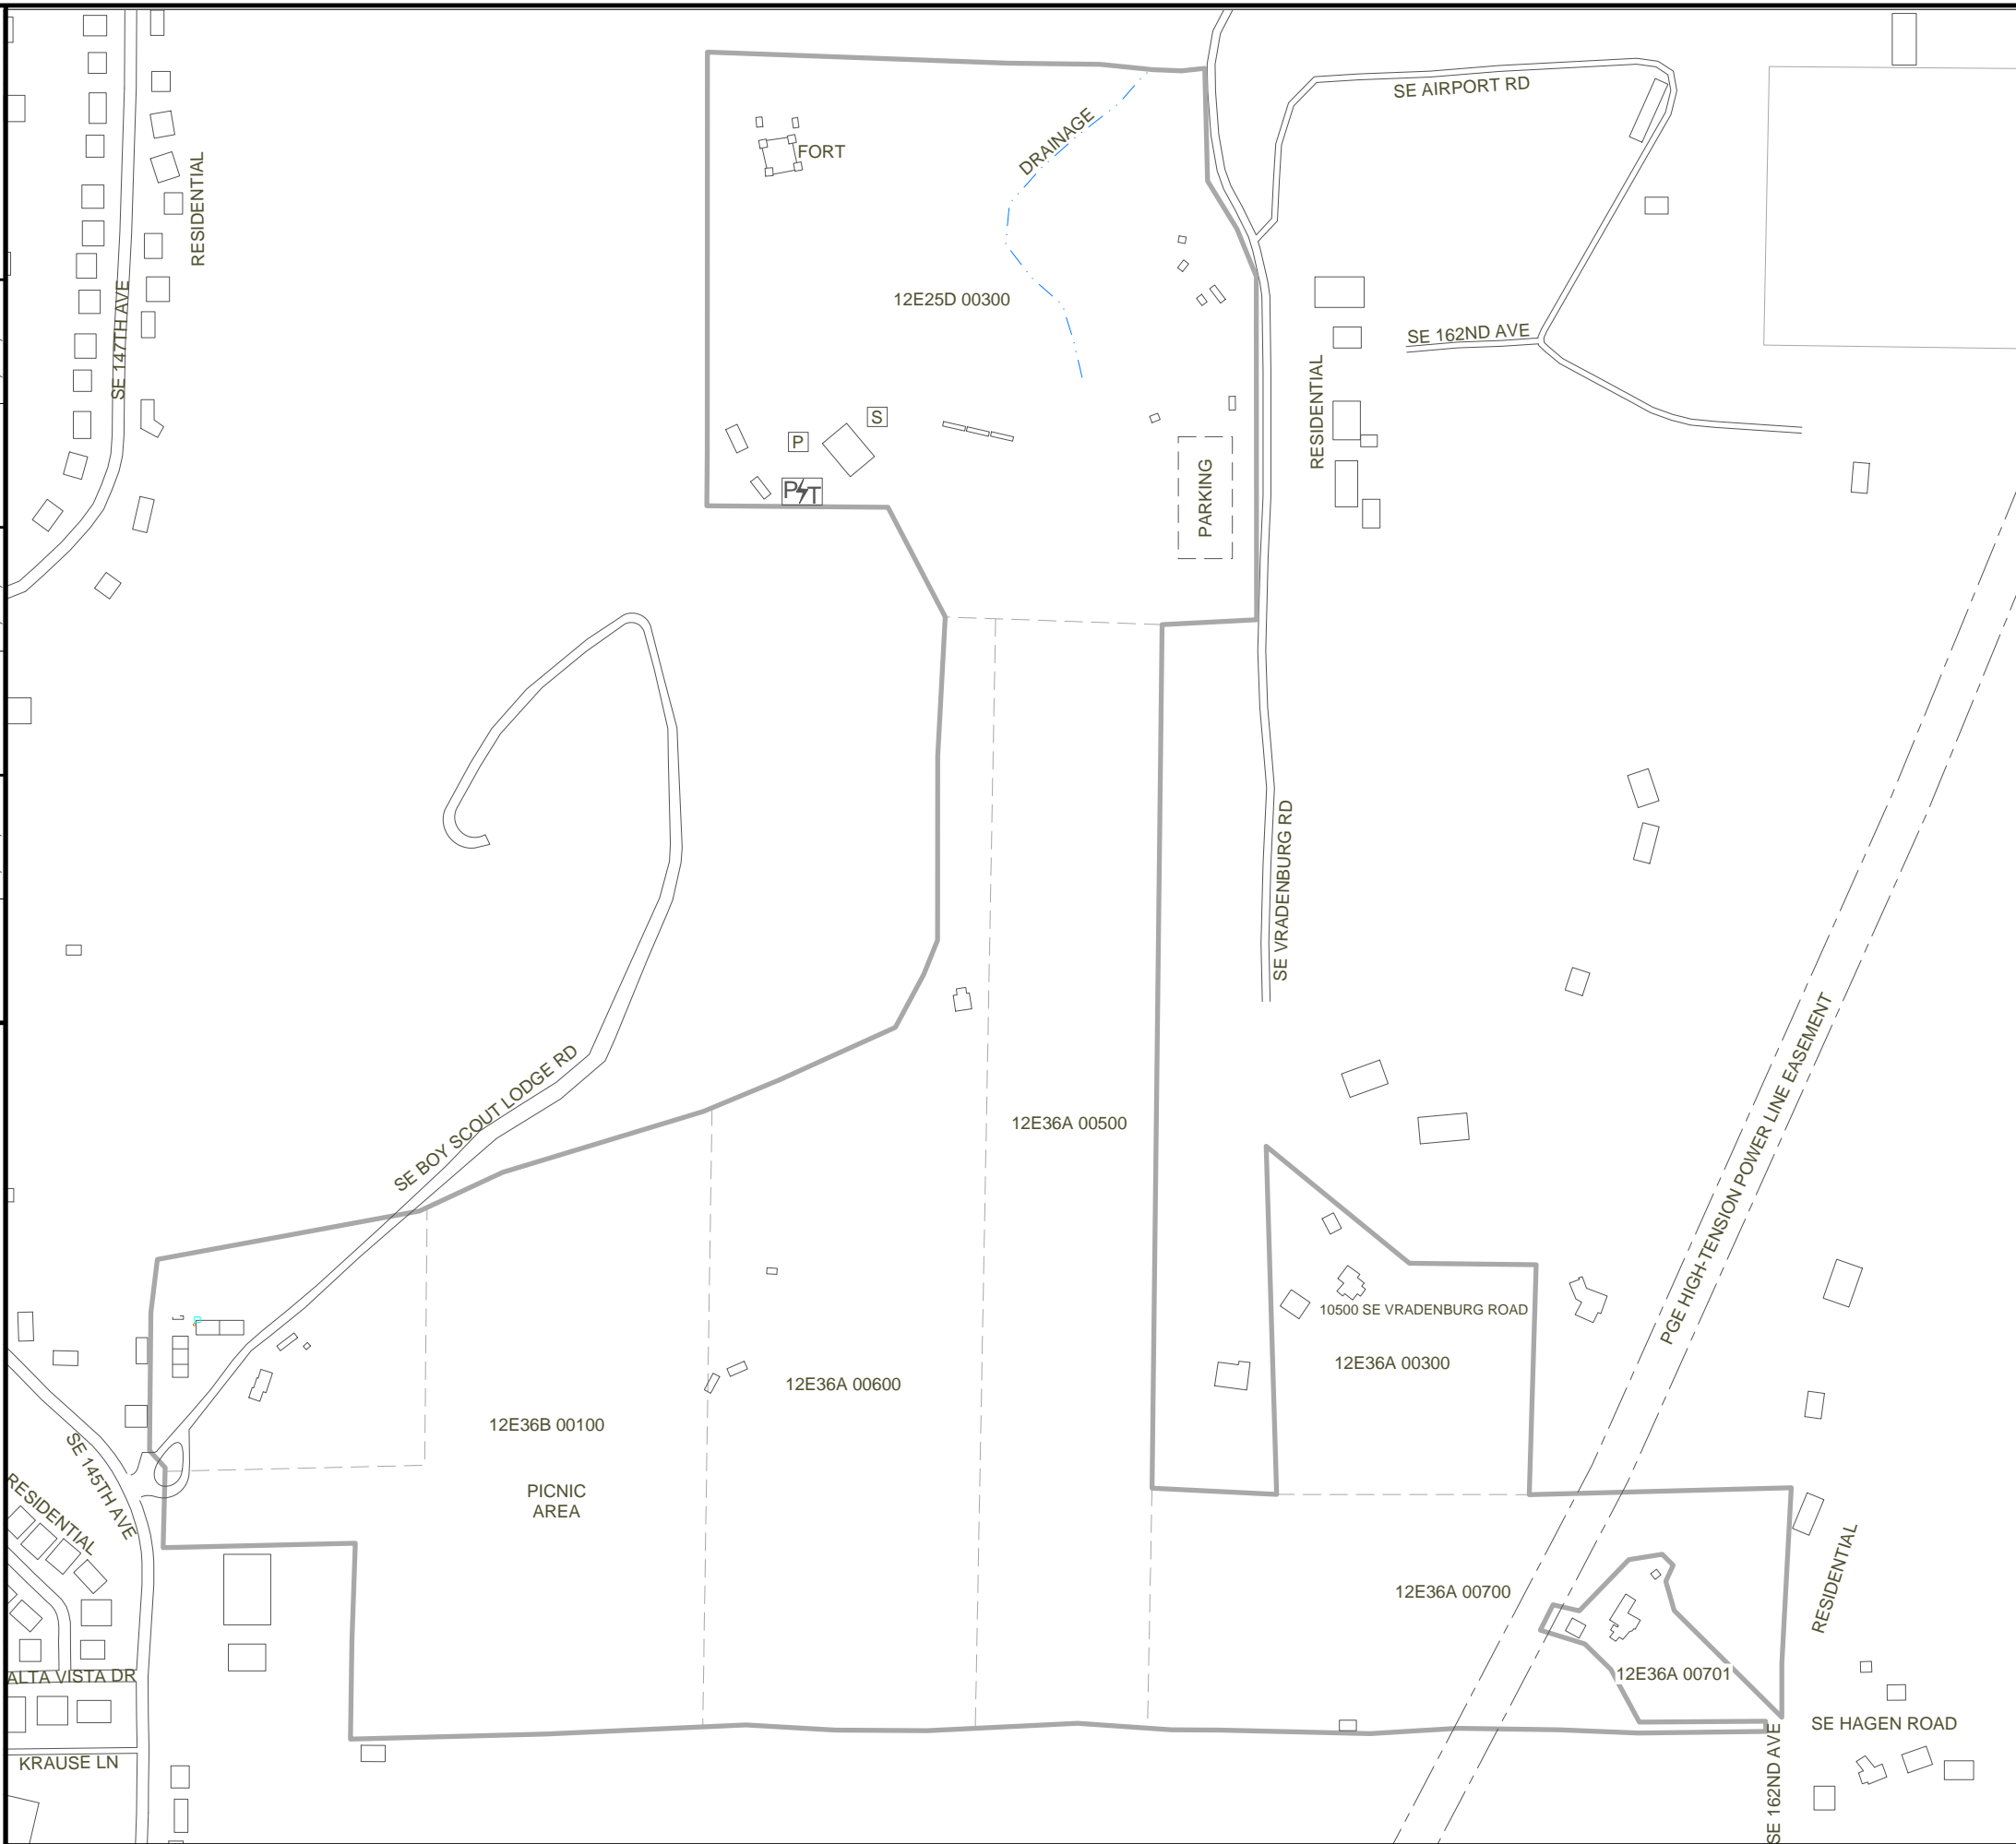 SE AIRPORT RD
DRAINAGE
FORT
RESIDENTIAL
12E25D 00300
SE 147TH AVE
SE 162ND AVE
RESIDENTIAL
S
P
P⚡T
PARKING
SE VRADENBURG RD
SE BOY SCOUT LODGE RD
12E36A 00500
PGE HIGH-TENSION POWER LINE EASEMENT
10500 SE VRADENBURG ROAD
12E36A 00300
12E36A 00600
12E36B 00100
SE 145TH AVE
RESIDENTIAL
PICNIC
AREA
12E36A 00700
RESIDENTIAL
12E36A 00701
ALTA VISTA DR
SE HAGEN ROAD
KRAUSE LN
SE 162ND AVE